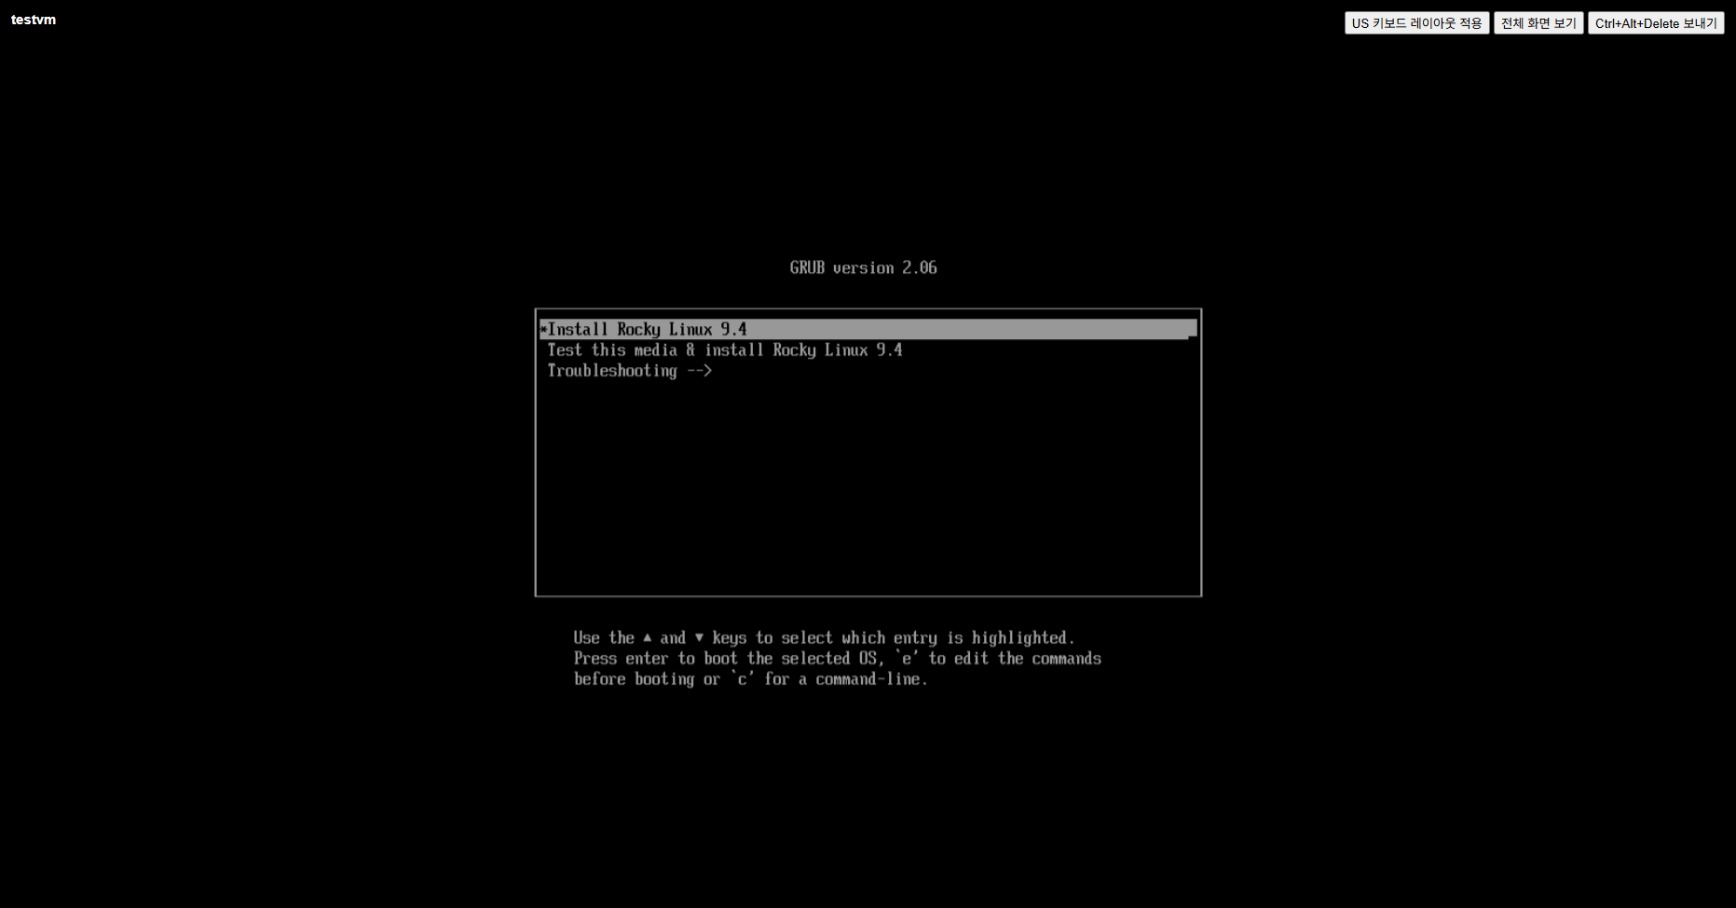 testvm
US 키보드 레이아웃 적용 전체 화면 보기 Ctrl+Alt+Delete 보내기
GRUB version 2.06
*Install Rocky Linux 9.4
Test this media & install Rocky Linux 9.4
Troubleshooting -->
Use the ▲ and ▼ keys to select which entry is highlighted.
Press enter to boot the selected OS, `e' to edit the commands
before booting or `c' for a command-line.